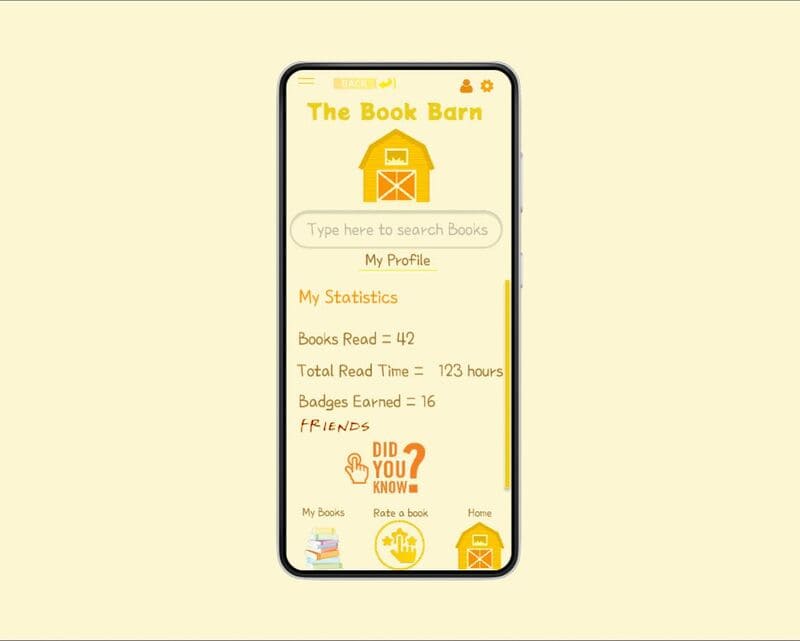 BACK
The Book Barn
Type here to search Books
My Profile
My Statistics
Books Read = 42
Total Read Time = 123 hours
Badges Earned = 16
FRIENDS
DID
YOU
KNOW?
My Books
Rate a book
Home